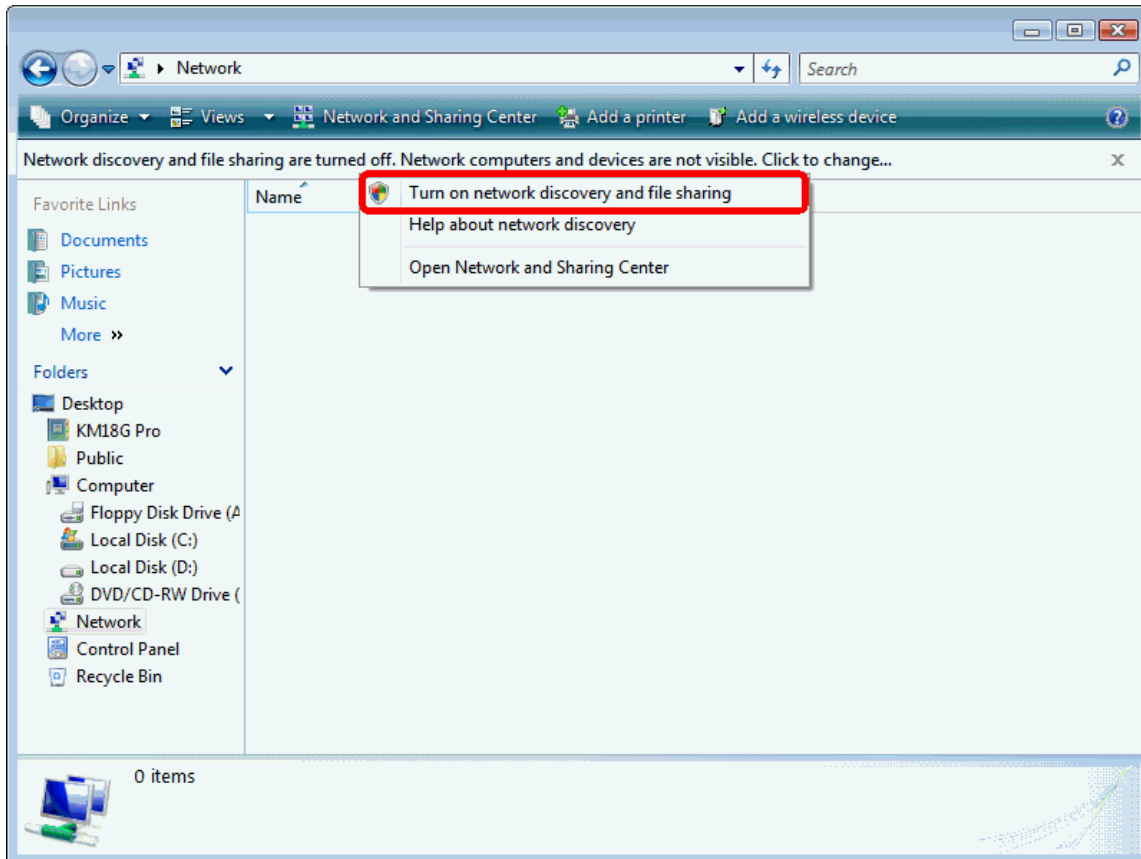 Network
Search
Organize Views Network and Sharing Center Add a printer Add a wireless device
Network discovery and file sharing are turned off. Network computers and devices are not visible. Click to change...
Turn on network discovery and file sharing
Help about network discovery
Open Network and Sharing Center
Name
Favorite Links
Documents
Pictures
Music
More »
Folders
Desktop
KM18G Pro
Public
Computer
Floppy Disk Drive (A
Local Disk (C:)
Local Disk (D:)
DVD/CD-RW Drive (
Network
Control Panel
Recycle Bin
0 items